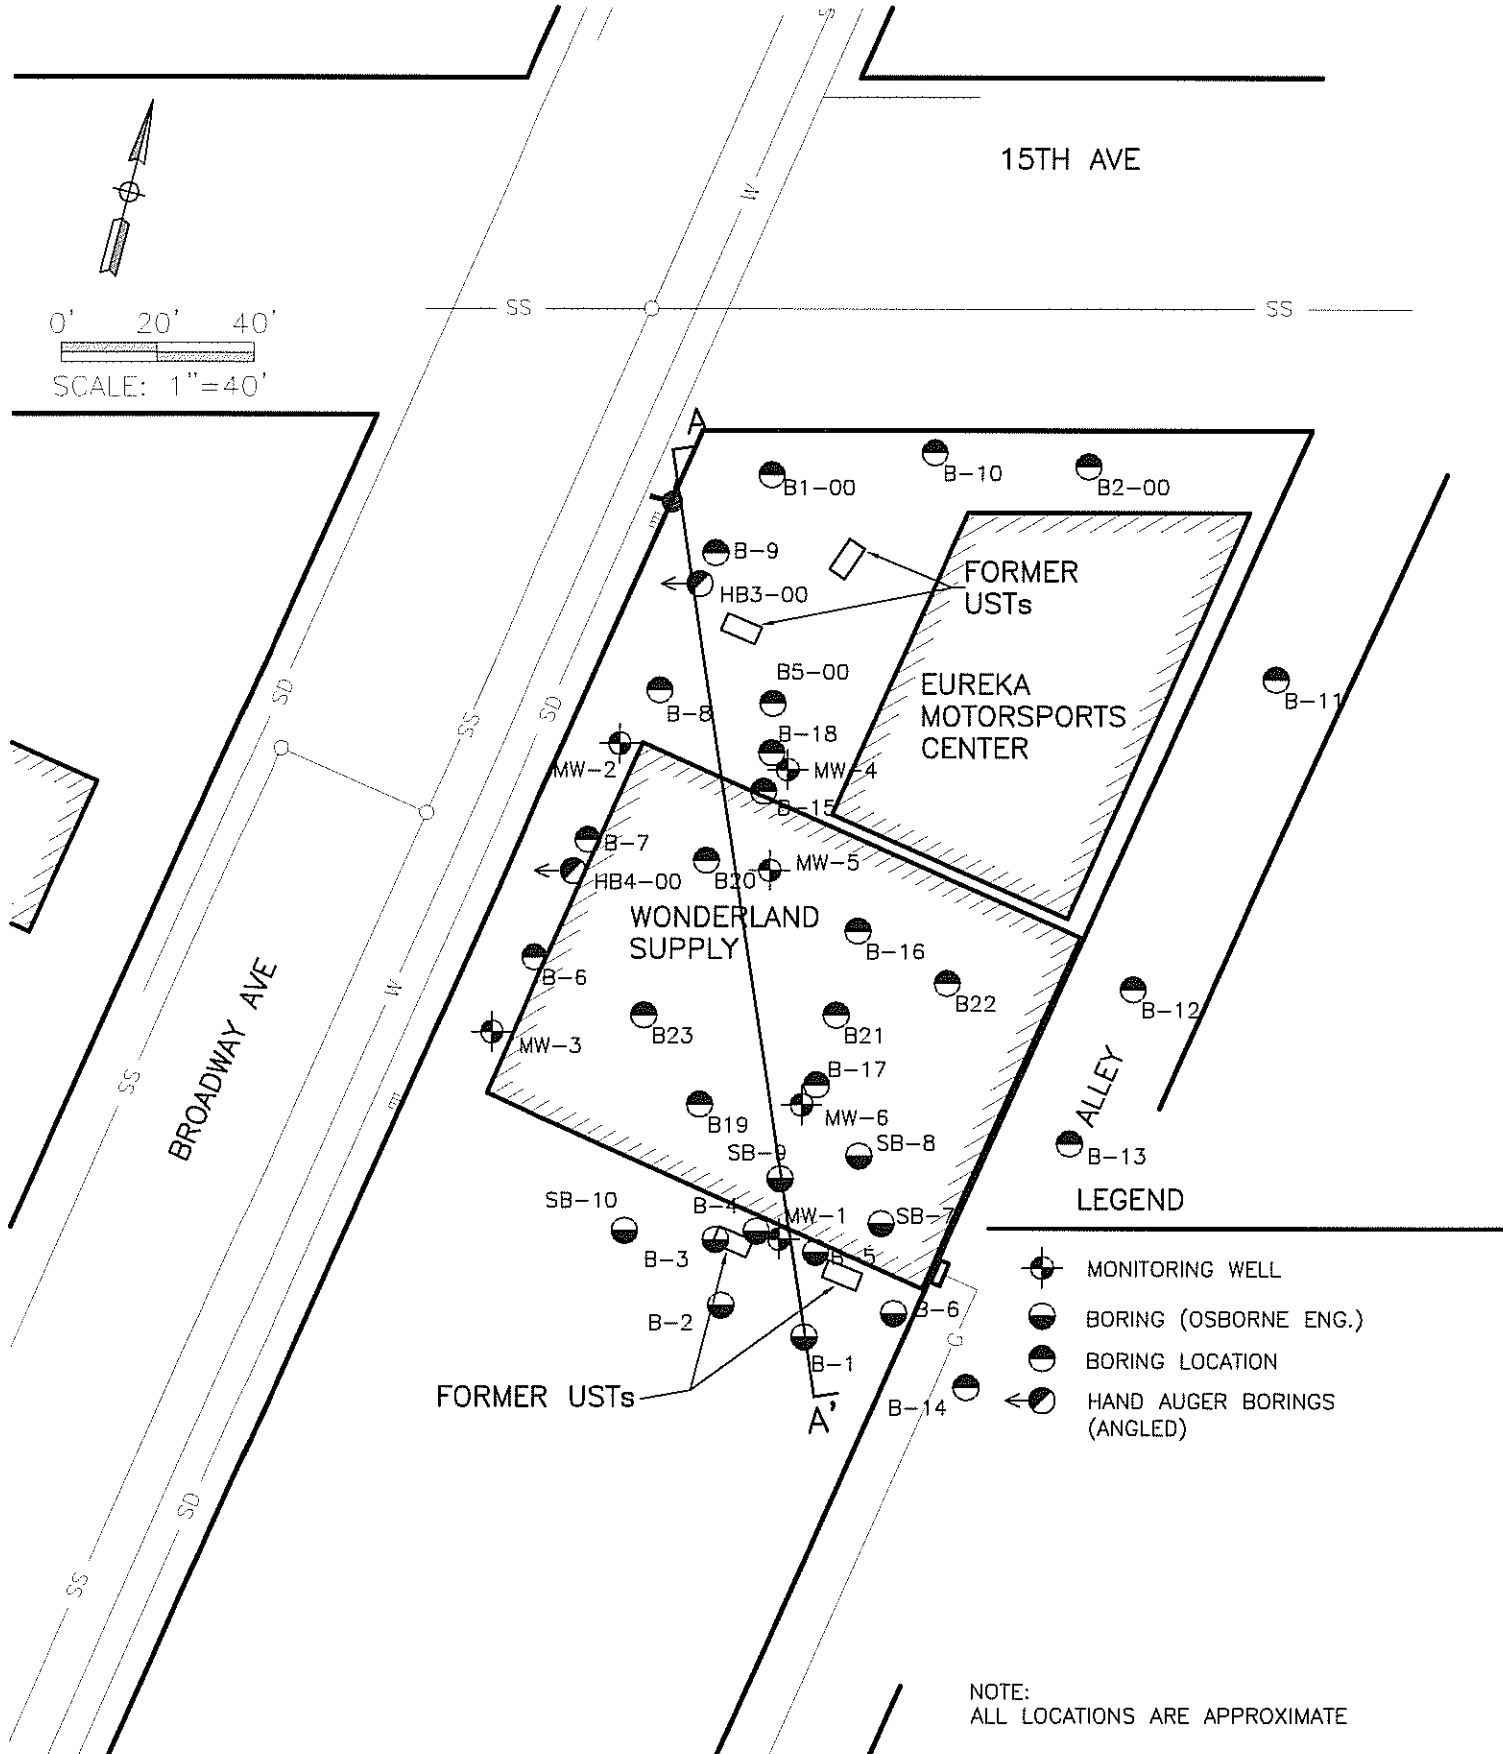 S
W
15TH AVE
SS
SS
0' 20' 40'
SCALE: 1"=40'
A
B1-00
B-10
B2-00
B-9
HB3-00
FORMER
USTs
SD
SS
SD
B-8
B5-00
B-18
EUREKA
MOTORSPORTS
CENTER
B-11
MW-2
MW-4
B-15
B-7
HB4-00
B20
MW-5
WONDERLAND
SUPPLY
B-16
B-6
B22
B-12
W
MW-3
B23
B21
BROADWAY AVE
SS
B-17
ALLEY
B19
MW-6
SB-9
SB-8
B-13
LEGEND
SB-10
B-4
MW-1
SB-7
B-3
B-5
MONITORING WELL
B-2
B-6
BORING (OSBORNE ENG.)
B-1
G
BORING LOCATION
FORMER USTs
A'
B-14
HAND AUGER BORINGS
(ANGLED)
SD
SS
NOTE:
ALL LOCATIONS ARE APPROXIMATE